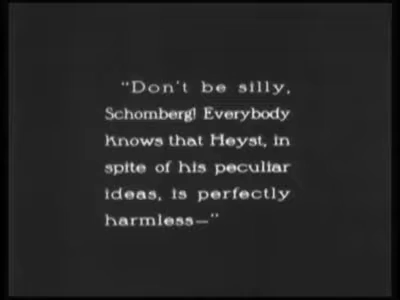 "Don't be silly,
Schomberg! Everybody
knows that Heyst, in
spite of his peculiar
ideas, is perfectly
harmless—"